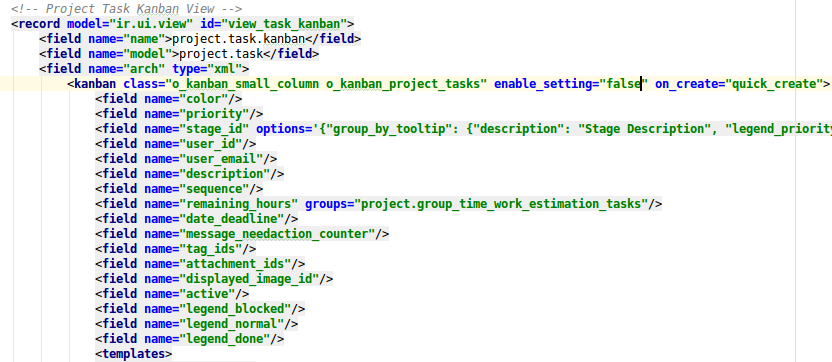 <!-- Project Task Kanban View -->
<record model="ir.ui.view" id="view_task_kanban">
<field name="name">project.task.kanban</field>
<field name="model">project.task</field>
<field name="arch" type="xml">
<kanban class="o_kanban_small_column o_kanban_project_tasks" enable_setting="false" on_create="quick_create">
<field name="color"/>
<field name="priority"/>
<field name="stage_id" options='{"group_by_tooltip": {"description": "Stage Description", "legend_priority
<field name="user_id"/>
<field name="user_email"/>
<field name="description"/>
<field name="sequence"/>
<field name="remaining_hours" groups="project.group_time_work_estimation_tasks"/>
<field name="date_deadline"/>
<field name="message_needaction_counter"/>
<field name="tag_ids"/>
<field name="attachment_ids"/>
<field name="displayed_image_id"/>
<field name="active"/>
<field name="legend_blocked"/>
<field name="legend_normal"/>
<field name="legend_done"/>
<templates>